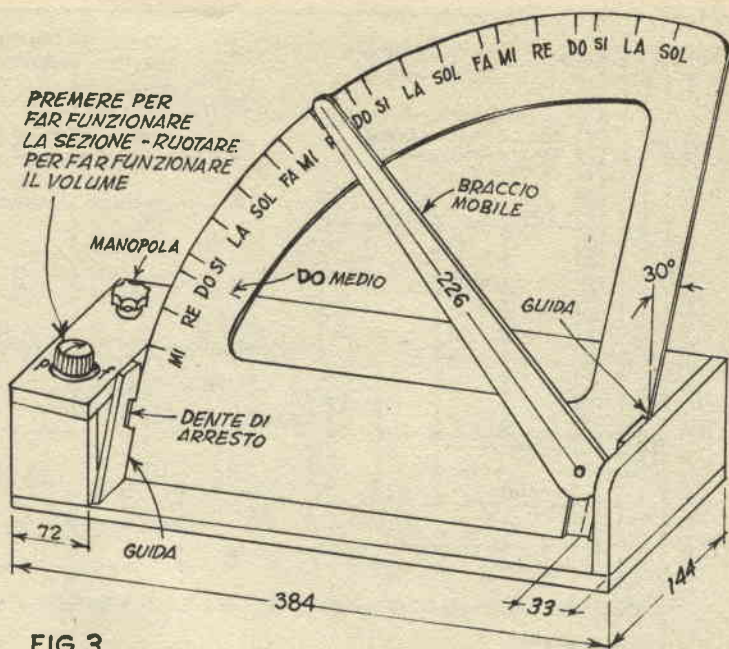 PREMERE PER
FAR FUNZIONARE
LA SEZIONE - RUOTARE
PER FAR FUNZIONARE
IL VOLUME
MANOPOLA
P f
MI RE DO SI LA SOL FA MI R DO SI LA SOL FA MI RE DO SI LA SOL
BRACCIO
MOBILE
226
DO MEDIO
30°
GUIDA
DENTE DI
ARRESTO
GUIDA
72
384
33
144
FIG. 3